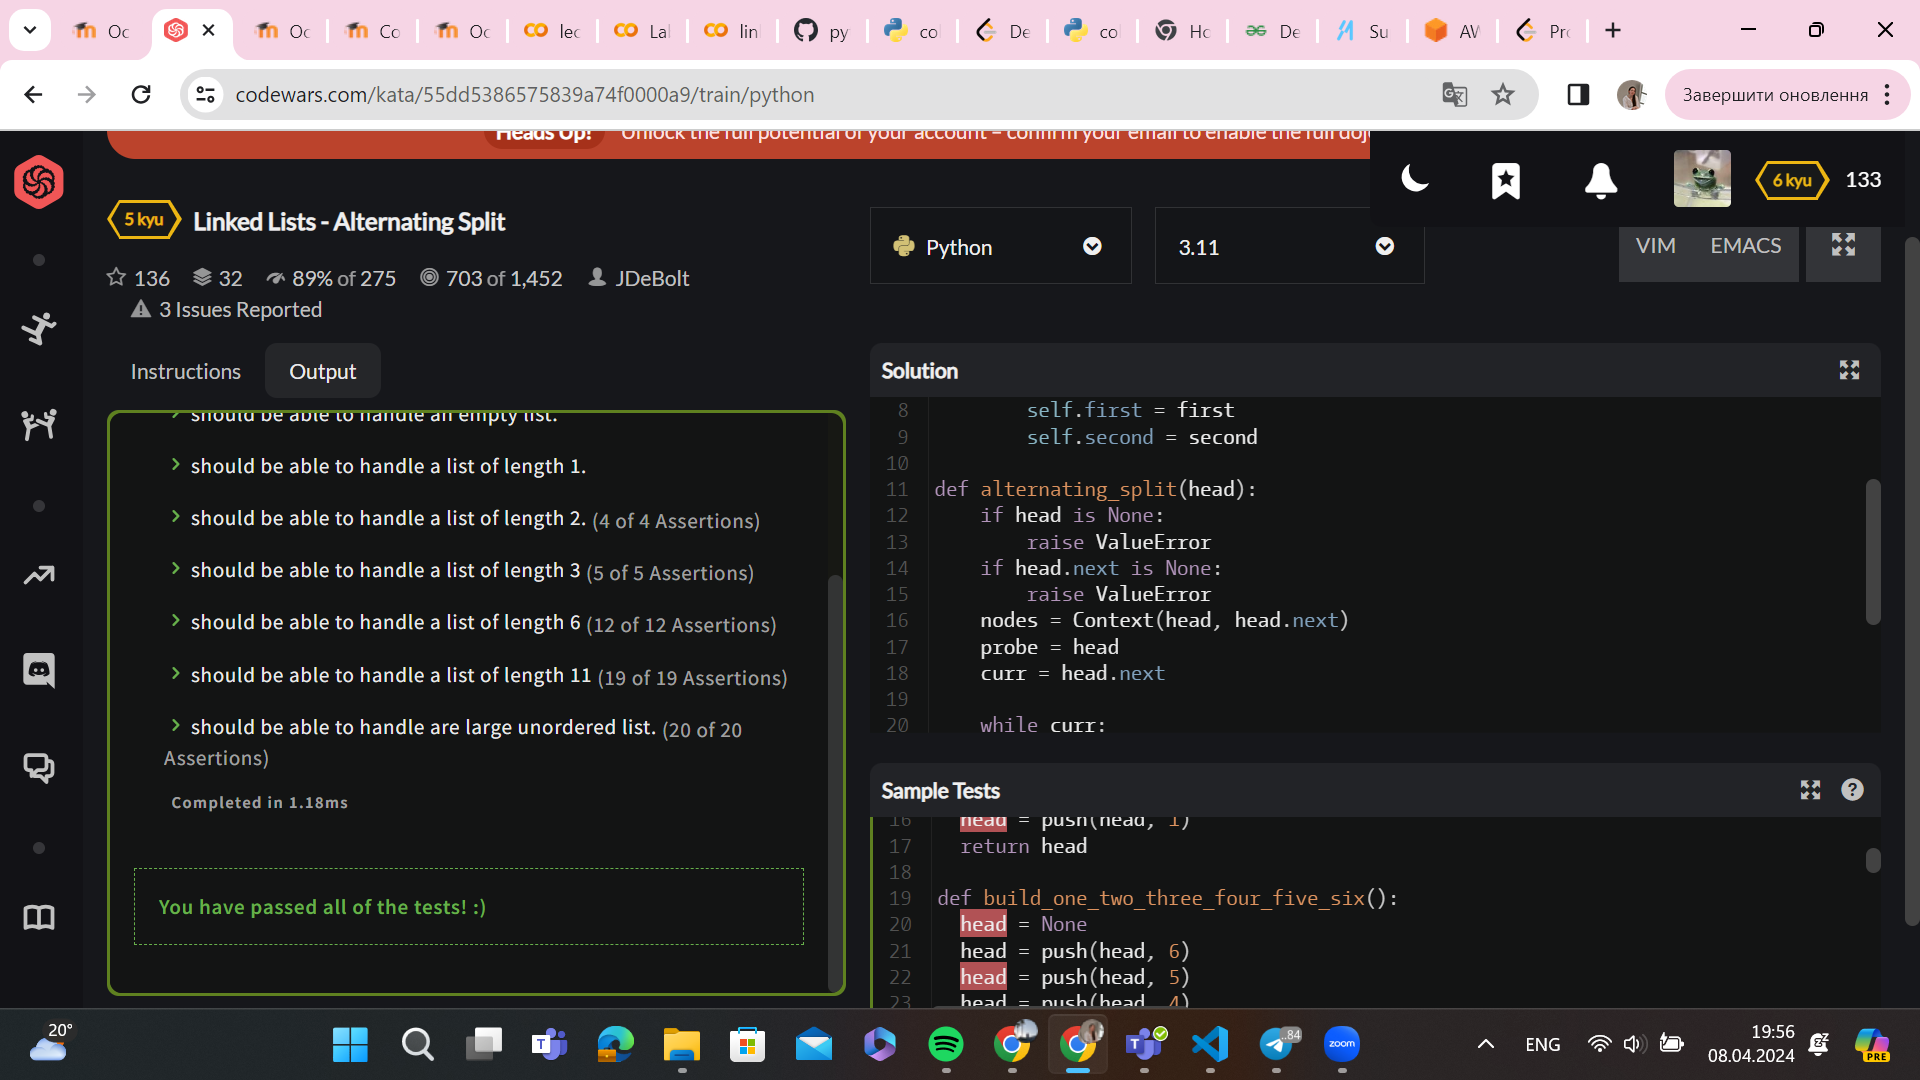 Oc
Oc
Co
Oc
lec
Lal
lin
py
col
De
col
Ho
De
Su
AW
Pro
codewars.com/kata/55dd5386575839a74f0000a9/train/python
Завершити оновлення
Heads Up! Unlock the full potential of your account – confirm your email to enable the full doj
6 kyu 133
5 kyu Linked Lists - Alternating Split
136 32 89% of 275 703 of 1,452 JDeBolt
3 Issues Reported
Python
3.11
VIM EMACS
Instructions Output
should be able to handle an empty list.
should be able to handle a list of length 1.
should be able to handle a list of length 2. (4 of 4 Assertions)
should be able to handle a list of length 3 (5 of 5 Assertions)
should be able to handle a list of length 6 (12 of 12 Assertions)
should be able to handle a list of length 11 (19 of 19 Assertions)
should be able to handle are large unordered list. (20 of 20
Assertions)
Completed in 1.18ms
You have passed all of the tests! :)
Solution
8 self.first = first
9 self.second = second
10
11 def alternating_split(head):
12 if head is None:
13 raise ValueError
14 if head.next is None:
15 raise ValueError
16 nodes = Context(head, head.next)
17 probe = head
18 curr = head.next
19
20 while curr:
Sample Tests
16 head = push(head, 1)
17 return head
18
19 def build_one_two_three_four_five_six():
20 head = None
21 head = push(head, 6)
22 head = push(head, 5)
23 head = push(head, 4)
20°
84
zoom
ENG
19:56
08.04.2024
PRE